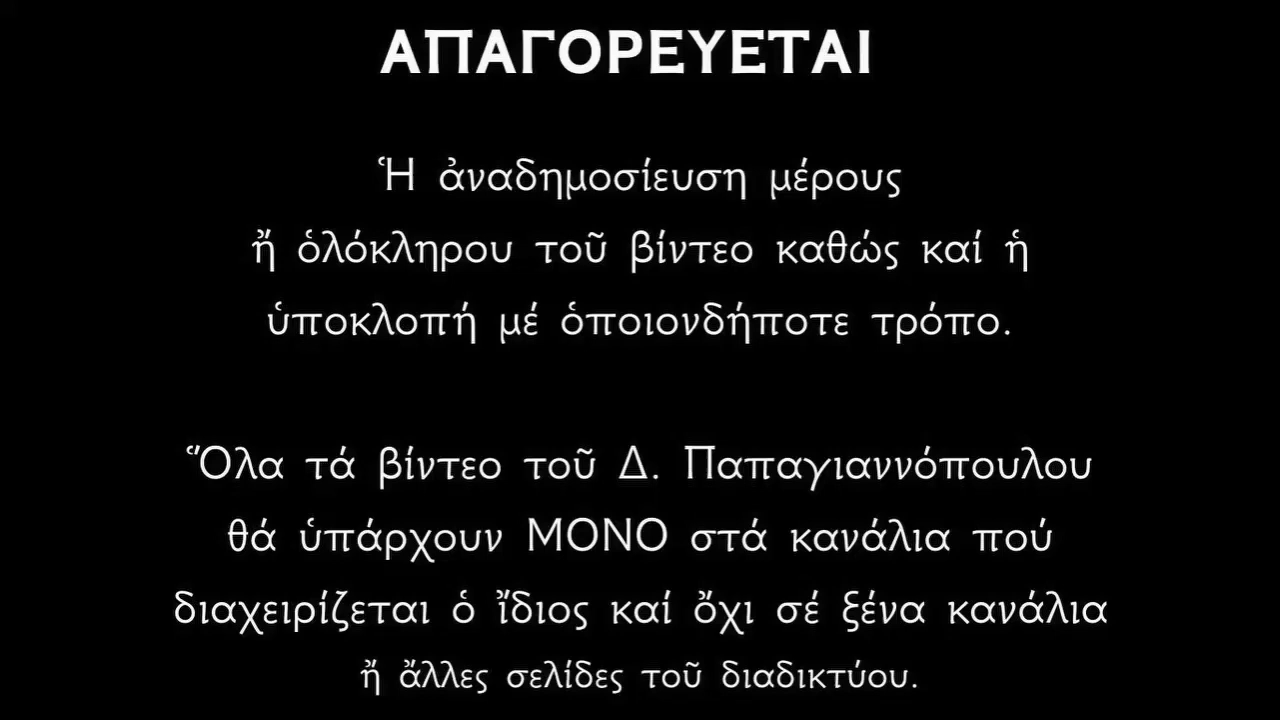 ΑΠΑΓΟΡΕΥΕΤΑΙ
Ἡ ἀναδημοσίευση μέρους
ἤ ὁλόκληρου τοῦ βίντεο καθώς καί ἡ
ὑποκλοπή μέ ὁποιονδήποτε τρόπο.
Ὅλα τά βίντεο τοῦ Δ. Παπαγιαννόπουλου
θά ὑπάρχουν ΜΟΝΟ στά κανάλια πού
διαχειρίζεται ὁ ἴδιος καί ὄχι σέ ξένα κανάλια
ἤ ἄλλες σελίδες τοῦ διαδικτύου.